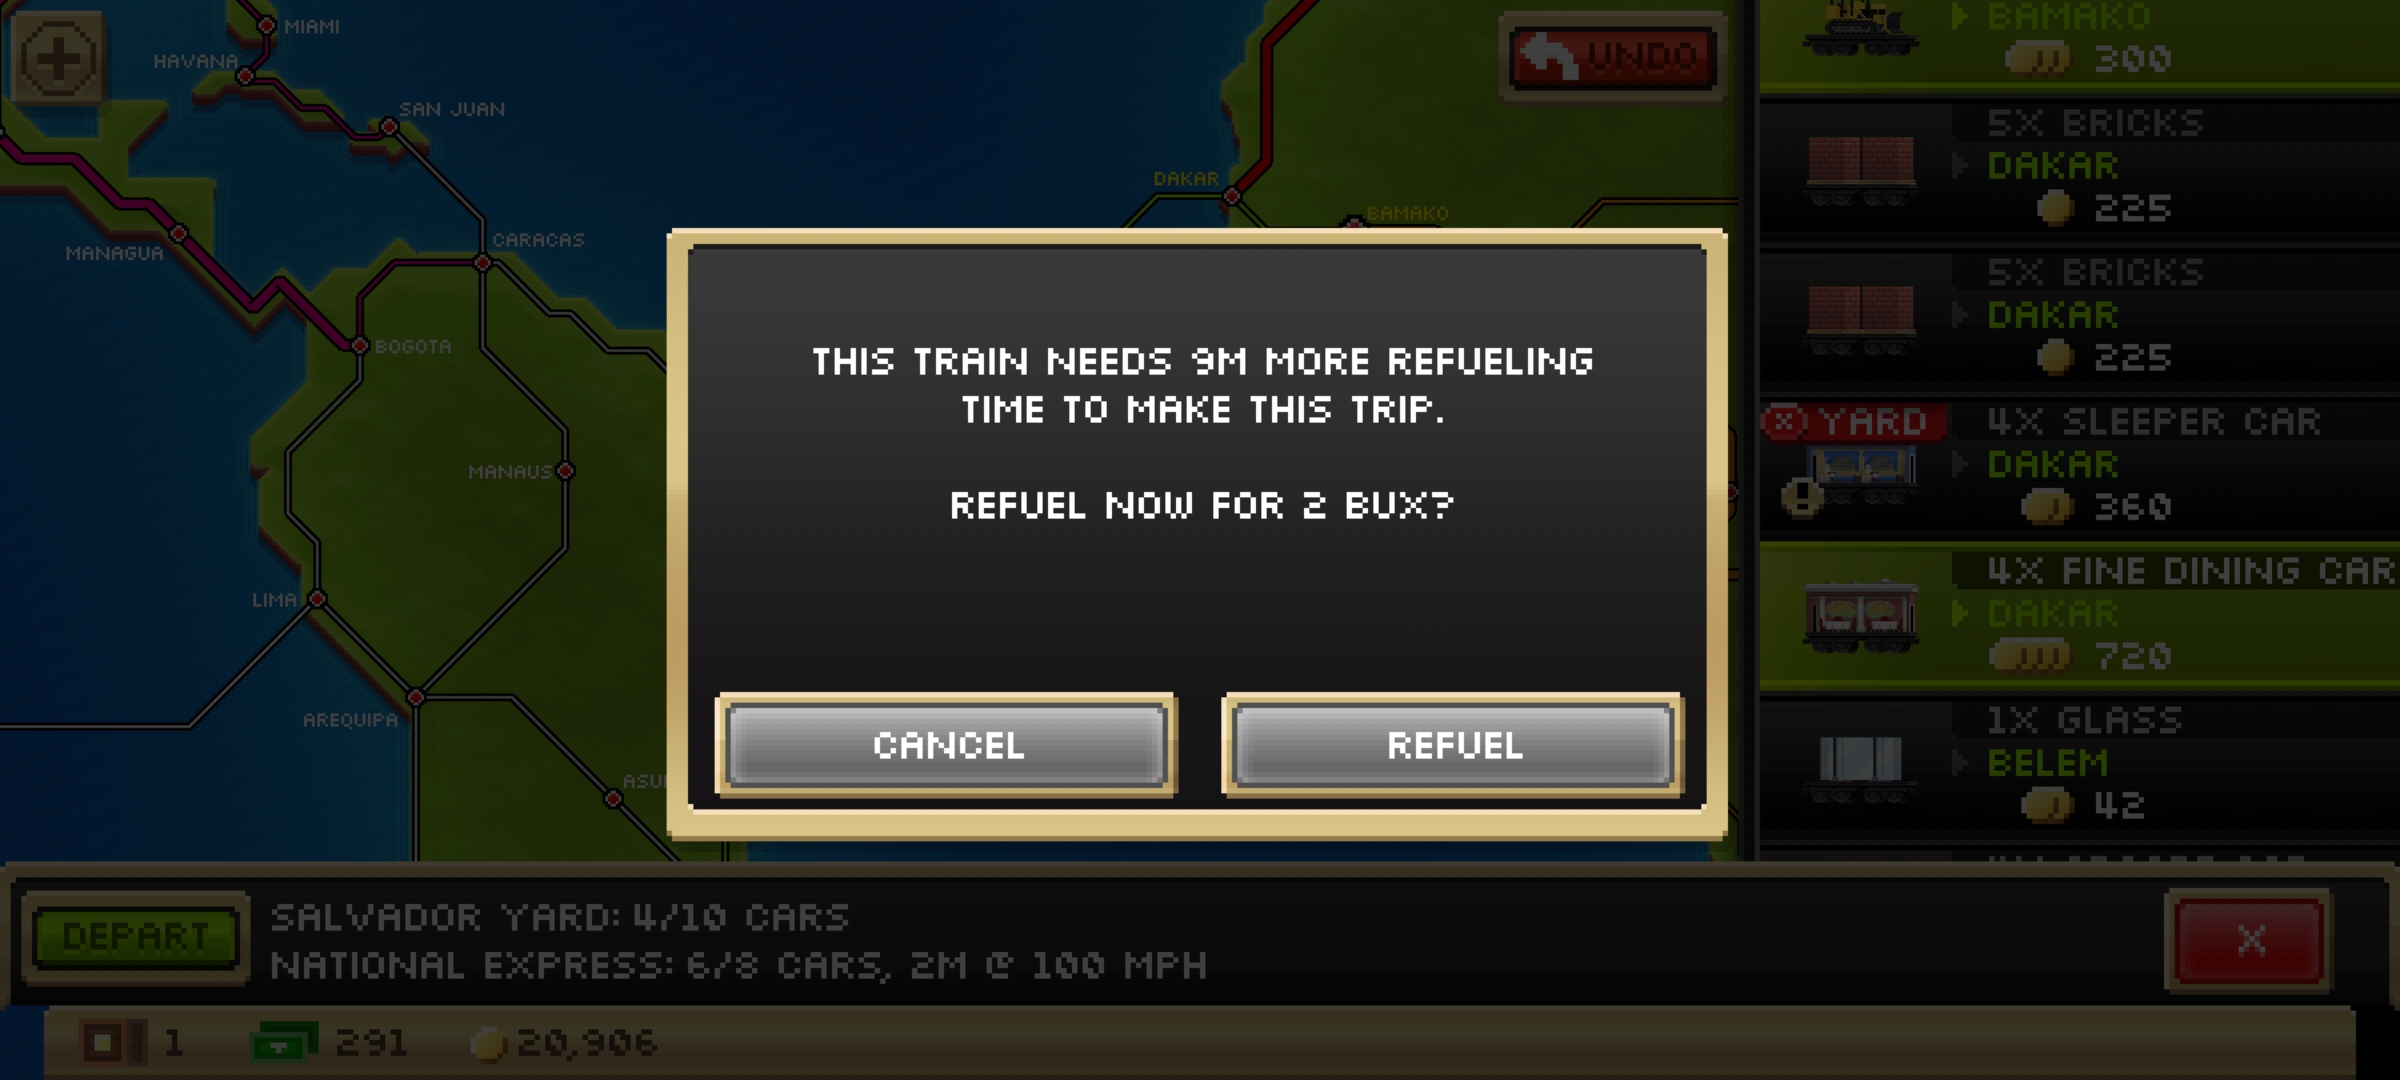 MIAMI
HAVANA
SAN JUAN
CARACAS
MANAGUA
BOGOTA
MANAUS
LIMA
AREQUIPA
DAKAR
BAMAKO
UNDO
BAMAKO
300
5X BRICKS
DAKAR
225
5X BRICKS
DAKAR
225
YARD
4X SLEEPER CAR
DAKAR
360
4X FINE DINING CAR
DAKAR
720
1X GLASS
BELEM
42
THIS TRAIN NEEDS 9M MORE REFUELING
TIME TO MAKE THIS TRIP.
REFUEL NOW FOR 2 BUX?
CANCEL
REFUEL
DEPART
SALVADOR YARD: 4/10 CARS
NATIONAL EXPRESS: 6/8 CARS, 2M @ 100 MPH
X
1
291
20,906